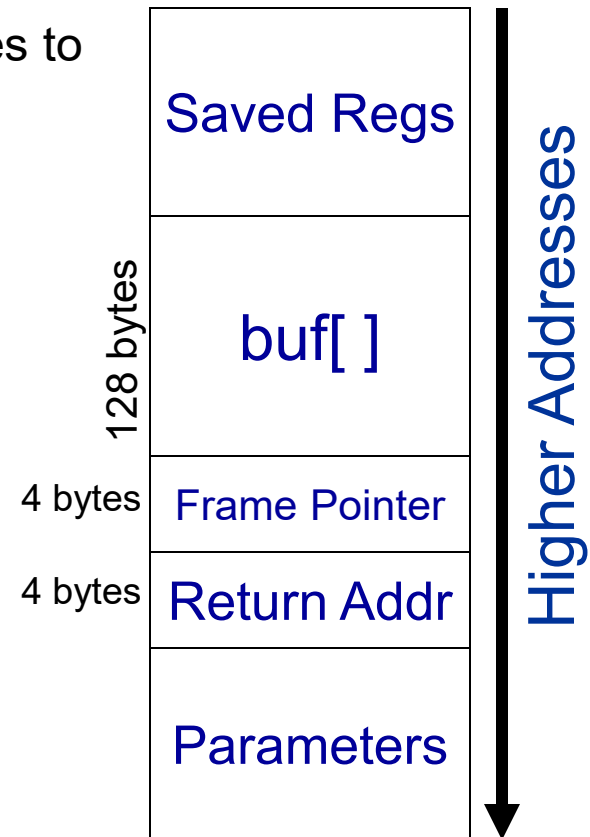 es to
Saved Regs
128 bytes
buf[ ]
4 bytes
Frame Pointer
4 bytes
Return Addr
Parameters
Higher Addresses